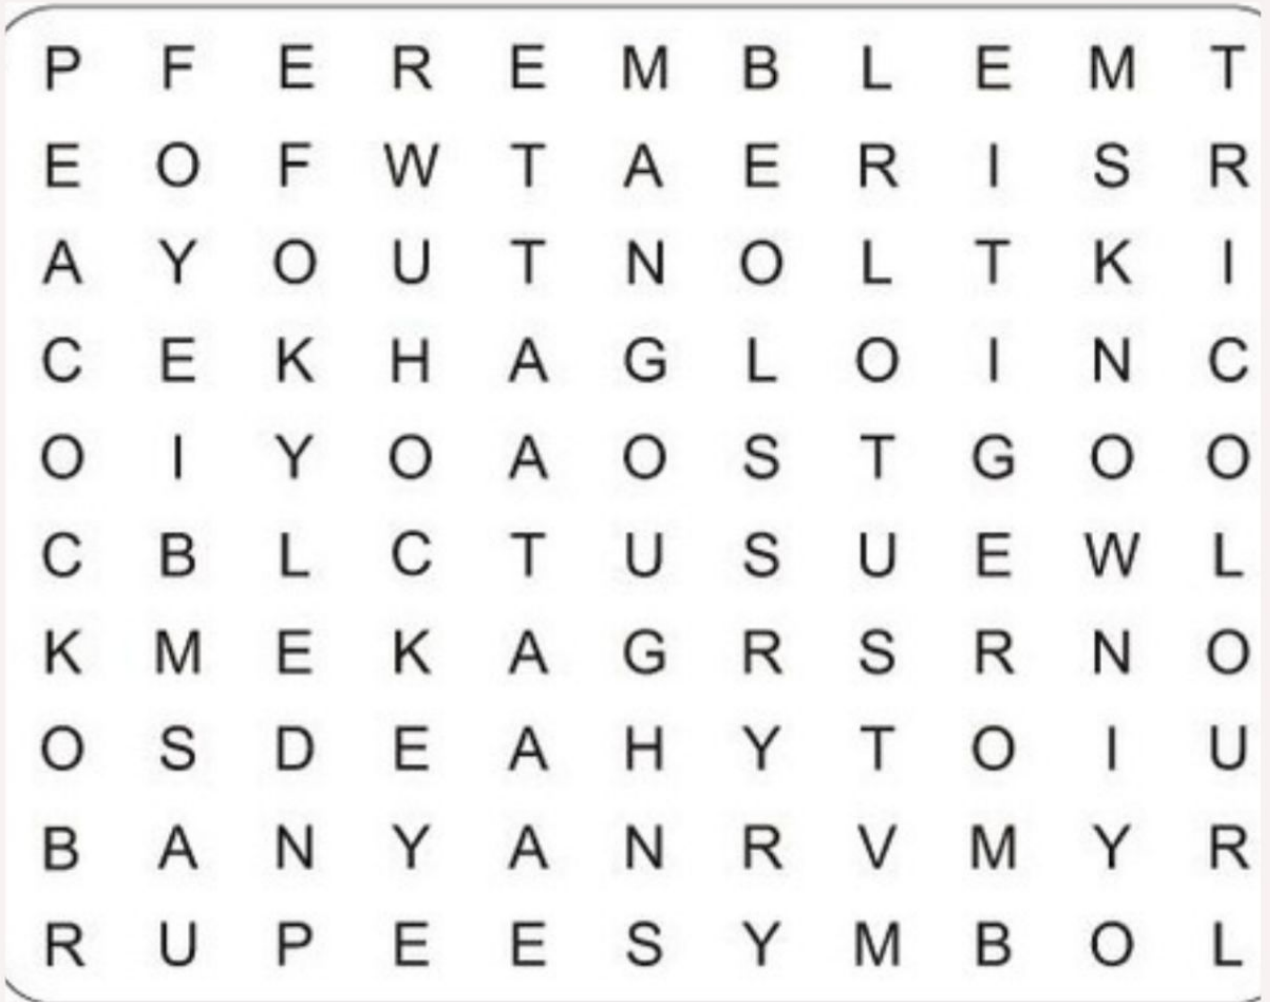 P F E R E M B L E M T
E O F W T A E R I S R
A Y O U T N O L T K I
C E K H A G L O I N C
O I Y O A O S T G O O
C B L C T U S U E W L
K M E K A G R S R N O
O S D E A H Y T O I U
B A N Y A N R V M Y R
R U P E E S Y M B O L